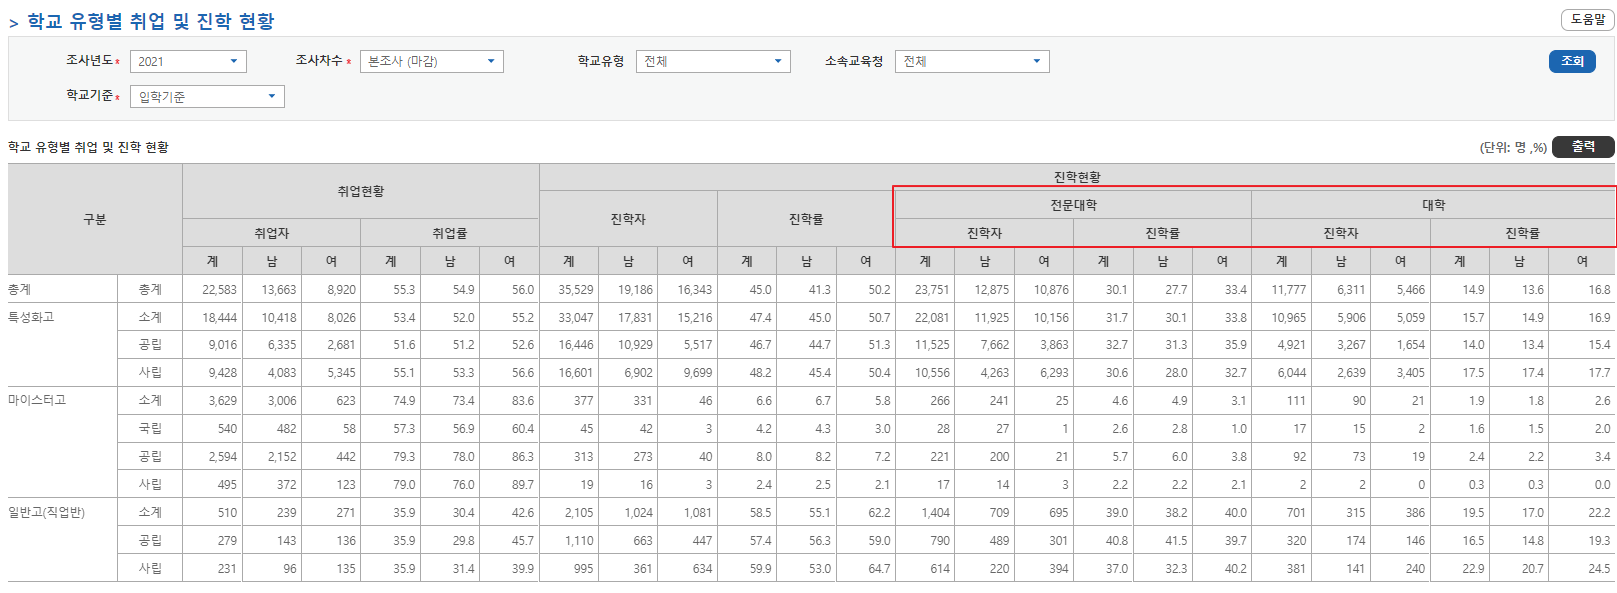 > 학교 유형별 취업 및 진학 현황 도움말
조사년도* 2021 조사차수* 본조사 (마감) 학교유형 전체 소속교육청 전체 조회
학교기준* 입학기준
학교 유형별 취업 및 진학 현황 (단위: 명 ,%) 출력
구분 취업현황 진학현황
진학자 진학률 전문대학 대학
취업자 취업률 진학자 진학률 진학자 진학률
계 남 여 계 남 여 계 남 여 계 남 여 계 남 여 계 남 여 계 남 여 계 남 여
총계 총계 22,583 13,663 8,920 55.3 54.9 56.0 35,529 19,186 16,343 45.0 41.3 50.2 23,751 12,875 10,876 30.1 27.7 33.4 11,777 6,311 5,466 14.9 13.6 16.8
특성화고 소계 18,444 10,418 8,026 53.4 52.0 55.2 33,047 17,831 15,216 47.4 45.0 50.7 22,081 11,925 10,156 31.7 30.1 33.8 10,965 5,906 5,059 15.7 14.9 16.9
공립 9,016 6,335 2,681 51.6 51.2 52.6 16,446 10,929 5,517 46.7 44.7 51.3 11,525 7,662 3,863 32.7 31.3 35.9 4,921 3,267 1,654 14.0 13.4 15.4
사립 9,428 4,083 5,345 55.1 53.3 56.6 16,601 6,902 9,699 48.2 45.4 50.4 10,556 4,263 6,293 30.6 28.0 32.7 6,044 2,639 3,405 17.5 17.4 17.7
마이스터고 소계 3,629 3,006 623 74.9 73.4 83.6 377 331 46 6.6 6.7 5.8 266 241 25 4.6 4.9 3.1 111 90 21 1.9 1.8 2.6
국립 540 482 58 57.3 56.9 60.4 45 42 3 4.2 4.3 3.0 28 27 1 2.6 2.8 1.0 17 15 2 1.6 1.5 2.0
공립 2,594 2,152 442 79.3 78.0 86.3 313 273 40 8.0 8.2 7.2 221 200 21 5.7 6.0 3.8 92 73 19 2.4 2.2 3.4
사립 495 372 123 79.0 76.0 89.7 19 16 3 2.4 2.5 2.1 17 14 3 2.2 2.2 2.1 2 2 0 0.3 0.3 0.0
일반고(직업반) 소계 510 239 271 35.9 30.4 42.6 2,105 1,024 1,081 58.5 55.1 62.2 1,404 709 695 39.0 38.2 40.0 701 315 386 19.5 17.0 22.2
공립 279 143 136 35.9 29.8 45.7 1,110 663 447 57.4 56.3 59.0 790 489 301 40.8 41.5 39.7 320 174 146 16.5 14.8 19.3
사립 231 96 135 35.9 31.4 39.9 995 361 634 59.9 53.0 64.7 614 220 394 37.0 32.3 40.2 381 141 240 22.9 20.7 24.5